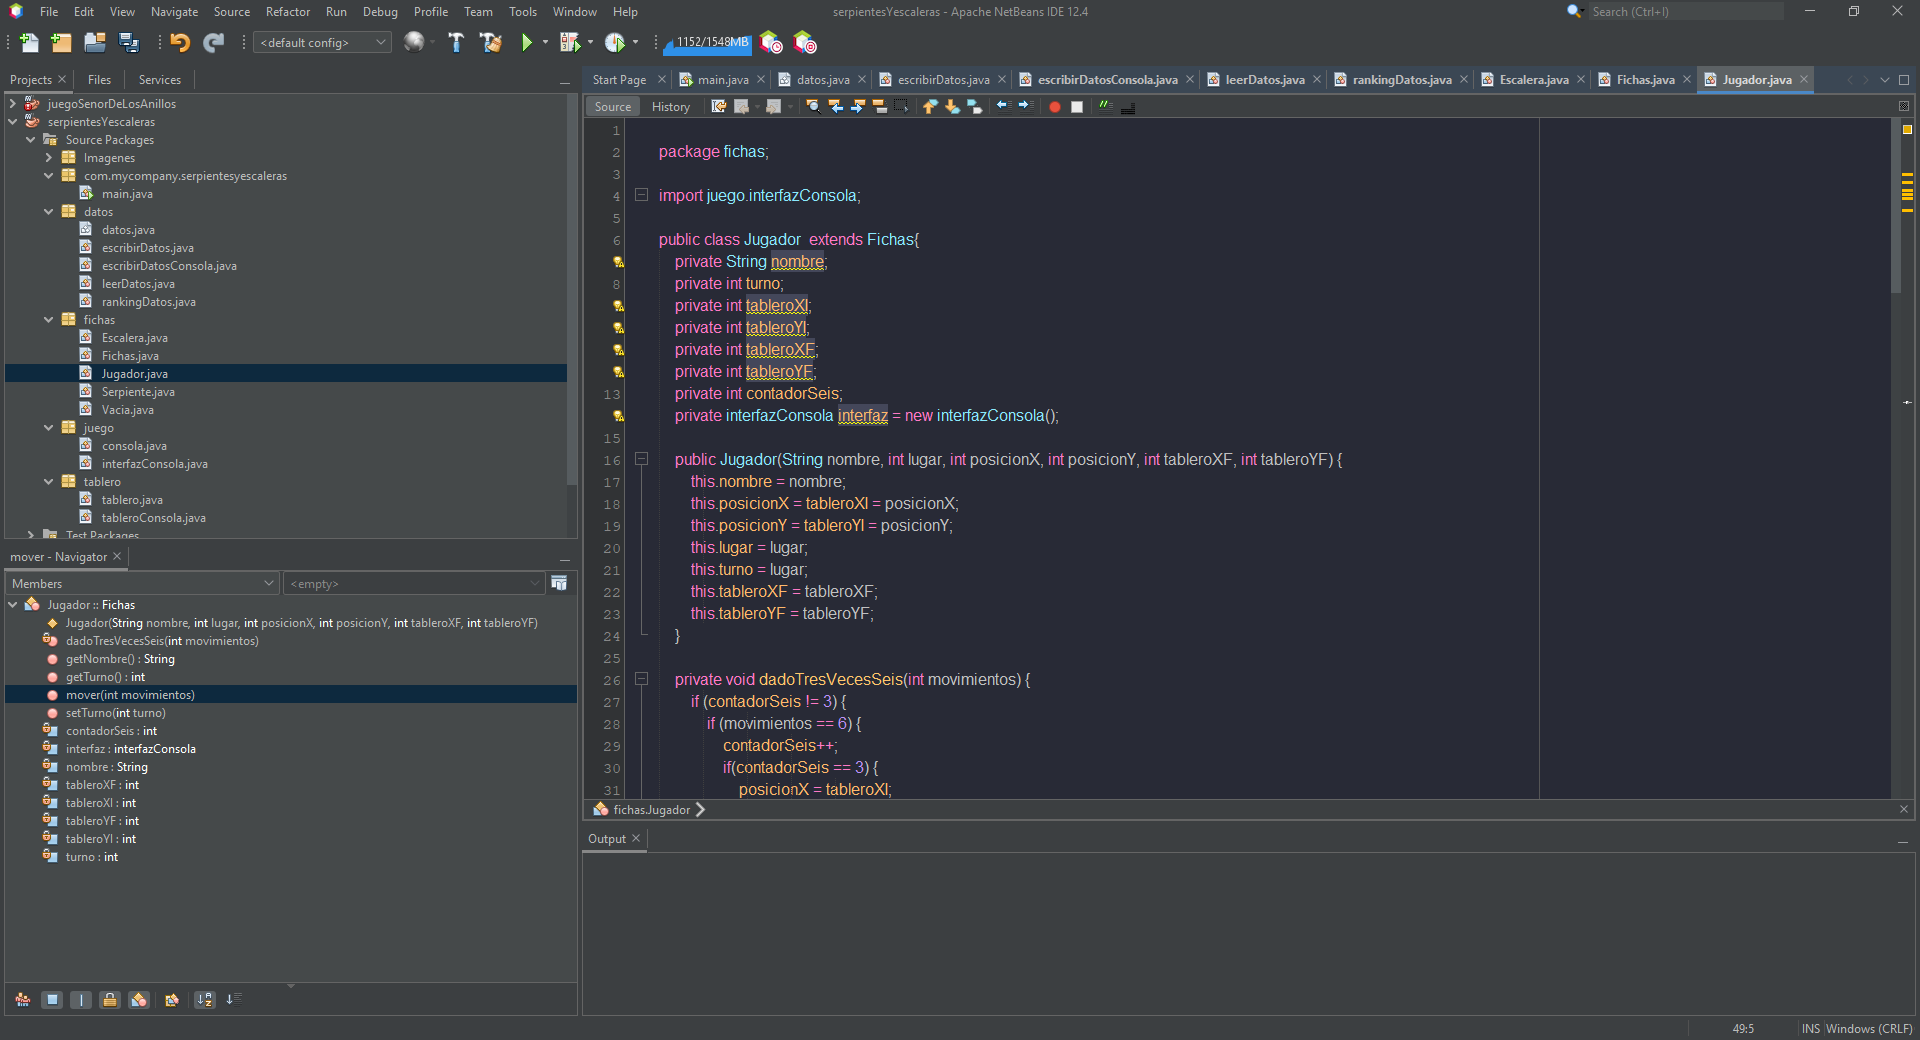 File Edit View Navigate Source Refactor Run Debug Profile Team Tools Window Help serpientesYescaleras - Apache NetBeans IDE 12.4 Search (Ctrl+I)
<default config> 1152/1548MB
Projects Files Services
Start Page main.java datos.java escribirDatos.java escribirDatosConsola.java leerDatos.java rankingDatos.java Escalera.java Fichas.java Jugador.java
Source History
juegoSenorDeLosAnillos
serpientesYescaleras
Source Packages
Imagenes
com.mycompany.serpientesyescaleras
main.java
datos
datos.java
escribirDatos.java
escribirDatosConsola.java
leerDatos.java
rankingDatos.java
fichas
Escalera.java
Fichas.java
Jugador.java
Serpiente.java
Vacia.java
juego
consola.java
interfazConsola.java
tablero
tablero.java
tableroConsola.java
Test Packages
mover - Navigator
Members <empty>
Jugador :: Fichas
Jugador(String nombre, int lugar, int posicionX, int posicionY, int tableroXF, int tableroYF)
dadoTresVecesSeis(int movimientos)
getNombre() : String
getTurno() : int
mover(int movimientos)
setTurno(int turno)
contadorSeis : int
interfaz : interfazConsola
nombre : String
tableroXF : int
tableroXI : int
tableroYF : int
tableroYI : int
turno : int
1
2 package fichas;
3
4 import juego.interfazConsola;
5
6 public class Jugador extends Fichas{
private String nombre;
8 private int turno;
private int tableroXI;
private int tableroYI;
private int tableroXF;
private int tableroYF;
13 private int contadorSeis;
private interfazConsola interfaz = new interfazConsola();
15
16 public Jugador(String nombre, int lugar, int posicionX, int posicionY, int tableroXF, int tableroYF) {
17 this.nombre = nombre;
18 this.posicionX = tableroXI = posicionX;
19 this.posicionY = tableroYI = posicionY;
20 this.lugar = lugar;
21 this.turno = lugar;
22 this.tableroXF = tableroXF;
23 this.tableroYF = tableroYF;
24 }
25
26 private void dadoTresVecesSeis(int movimientos) {
27 if (contadorSeis != 3) {
28 if (movimientos == 6) {
29 contadorSeis++;
30 if(contadorSeis == 3) {
31 posicionX = tableroXI;
fichas.Jugador
Output
49:5 INS Windows (CRLF)